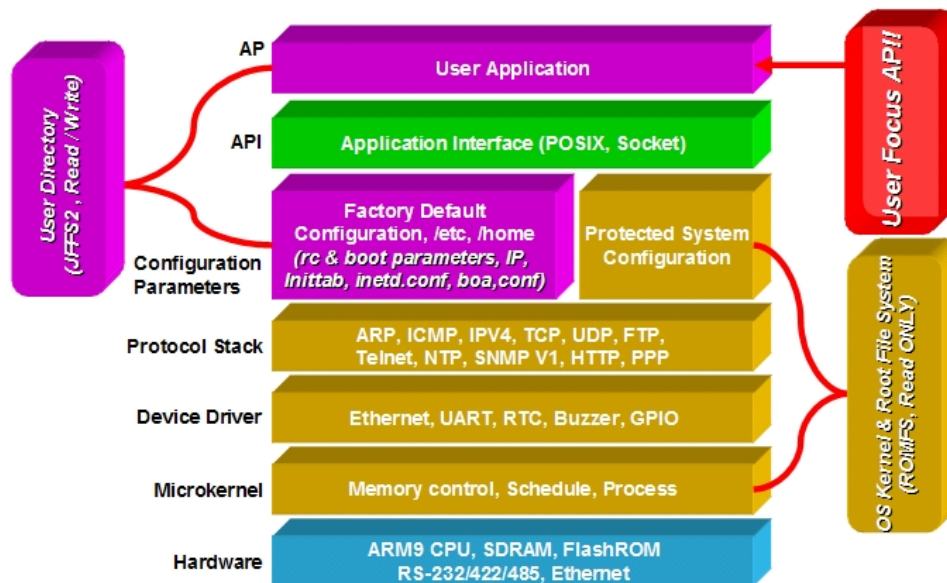 AP
User Application
User Directory
(JFFS2 , Read / Write)
User Focus AP!!
API
Application Interface (POSIX, Socket)
Factory Default
Configuration, /etc, /home
(rc & boot parameters, IP,
Inittab, inetd.conf, boa,conf)
Protected System
Configuration
Configuration
Parameters
Protocol Stack
ARP, ICMP, IPV4, TCP, UDP, FTP,
Telnet, NTP, SNMP V1, HTTP, PPP
OS Kernel & Root File System
(ROMFS, Read ONLY)
Device Driver
Ethernet, UART, RTC, Buzzer, GPIO
Microkernel
Memory control, Schedule, Process
Hardware
ARM9 CPU, SDRAM, FlashROM
RS-232/422/485, Ethernet